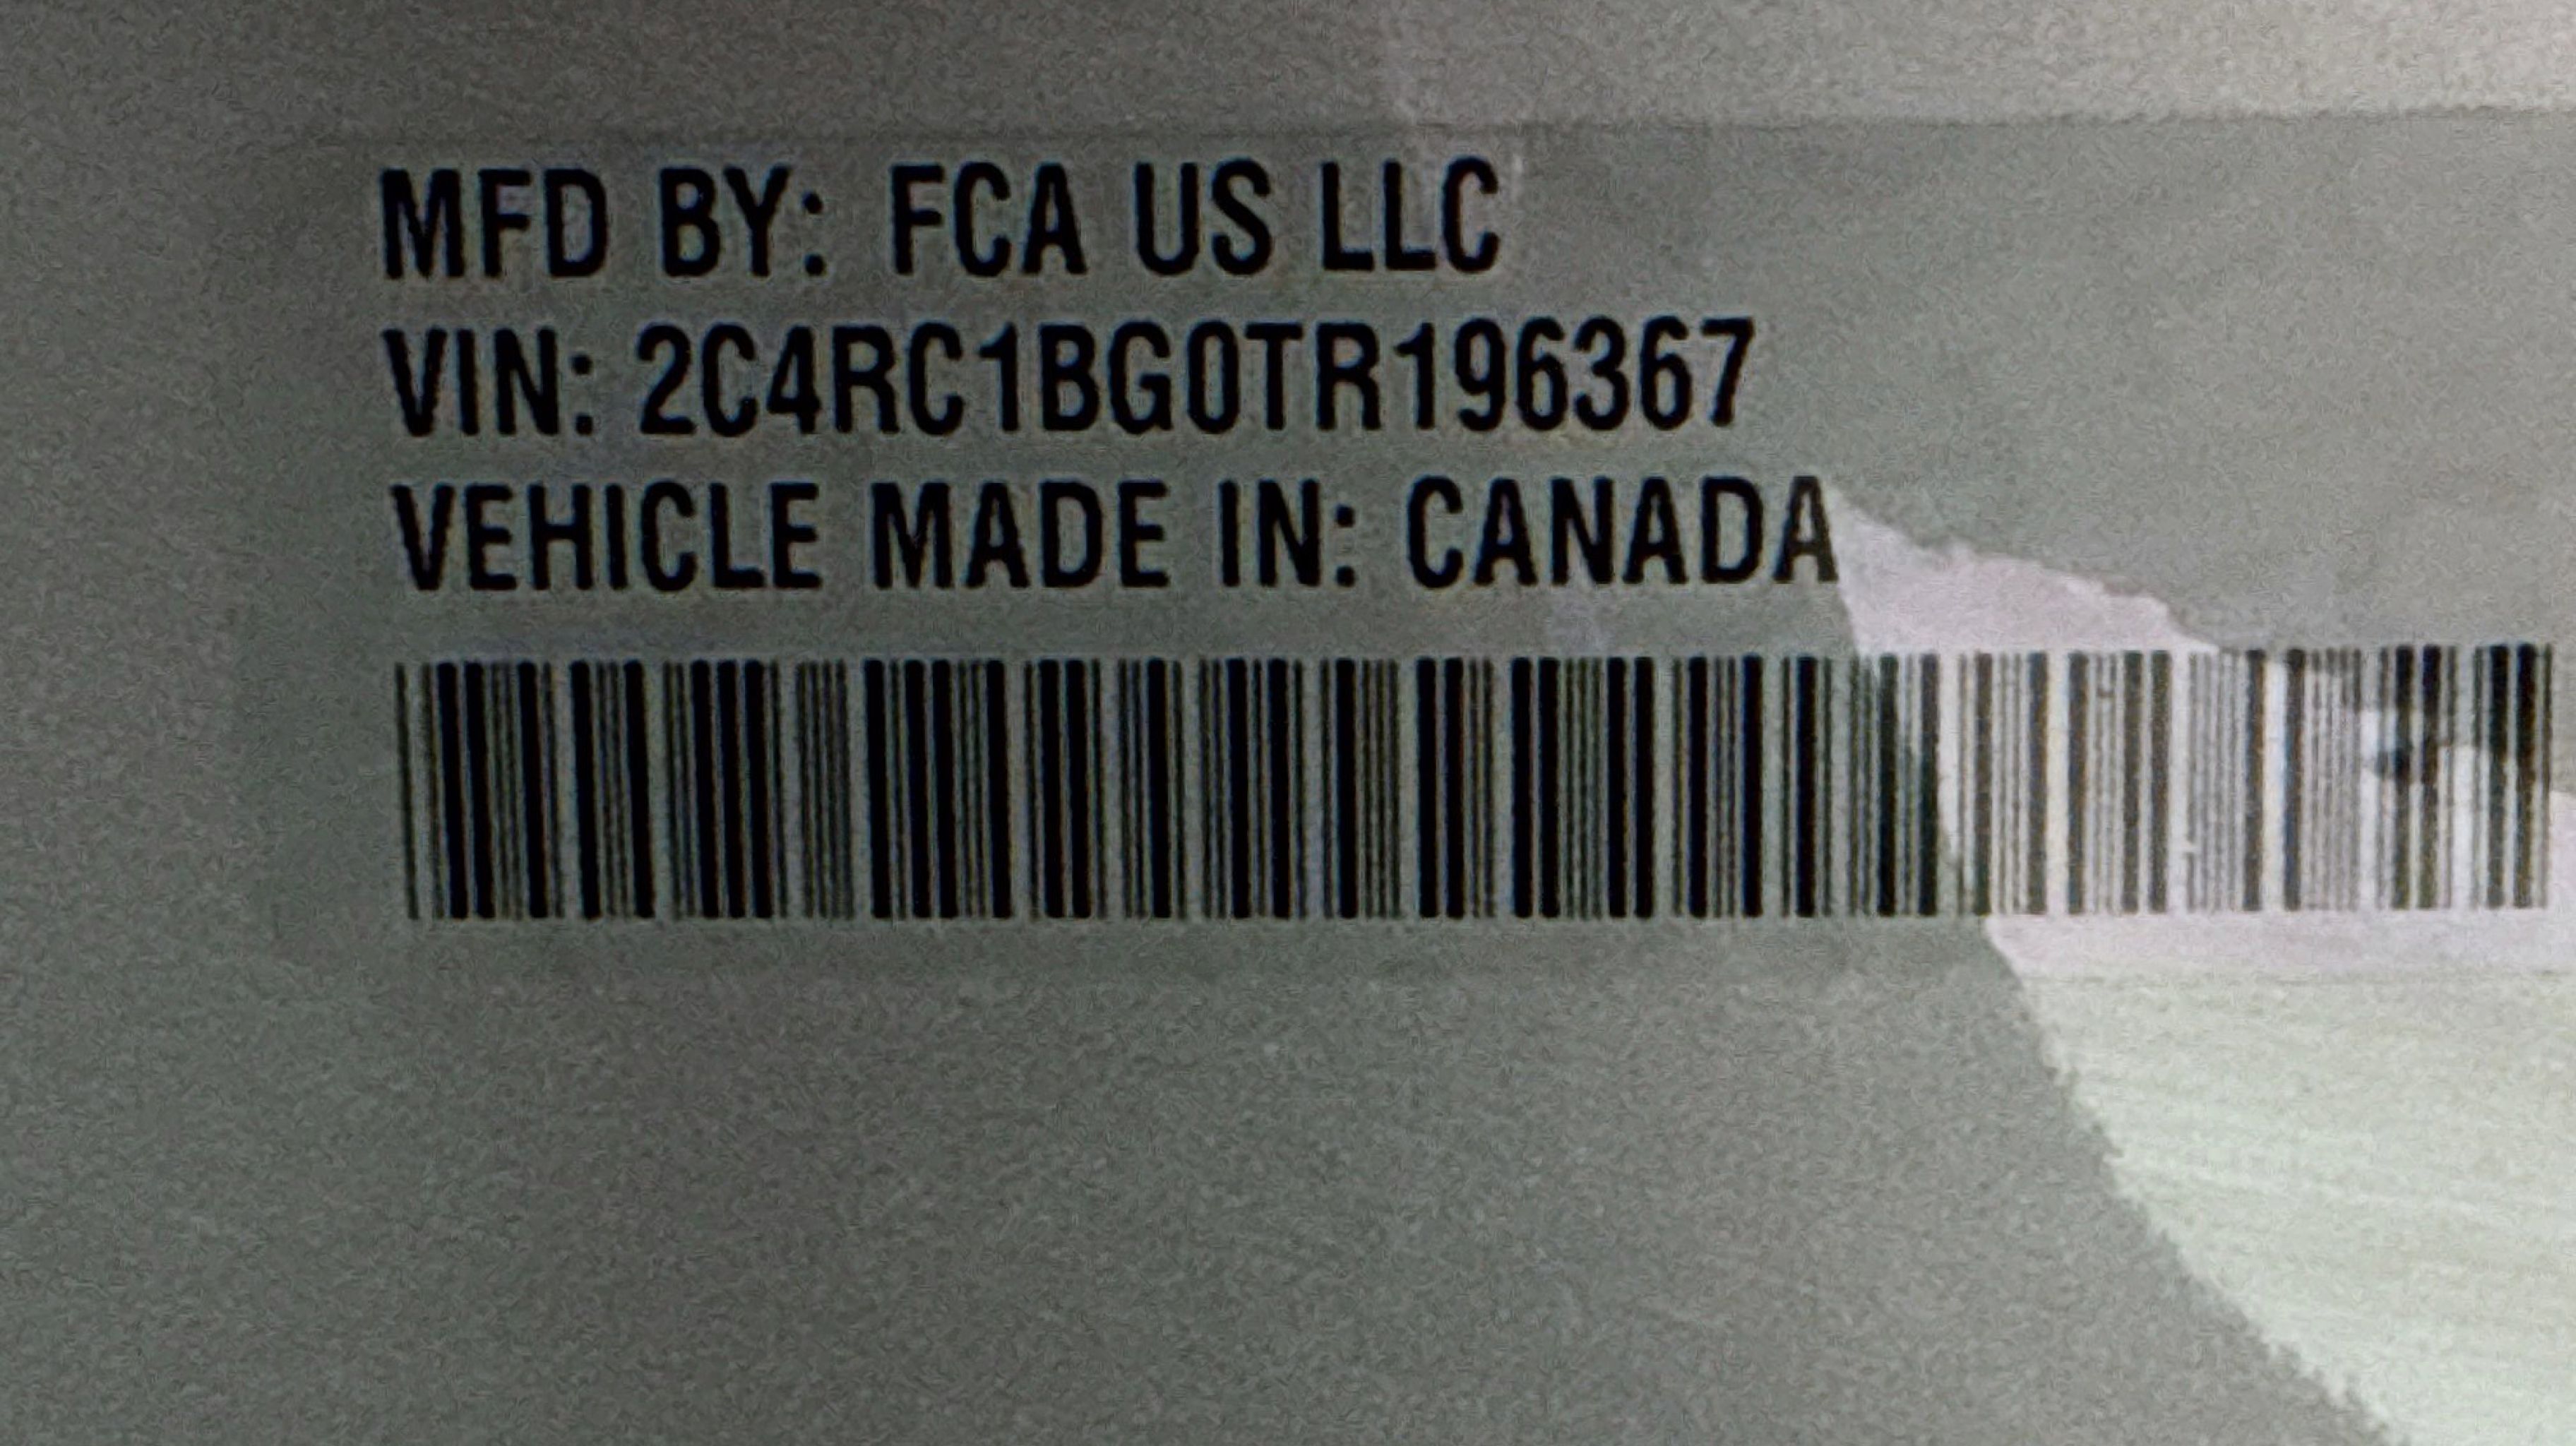 MFD BY: FCA US LLC
VIN: 2C4RC1BG0TR196367
VEHICLE MADE IN: CANADA